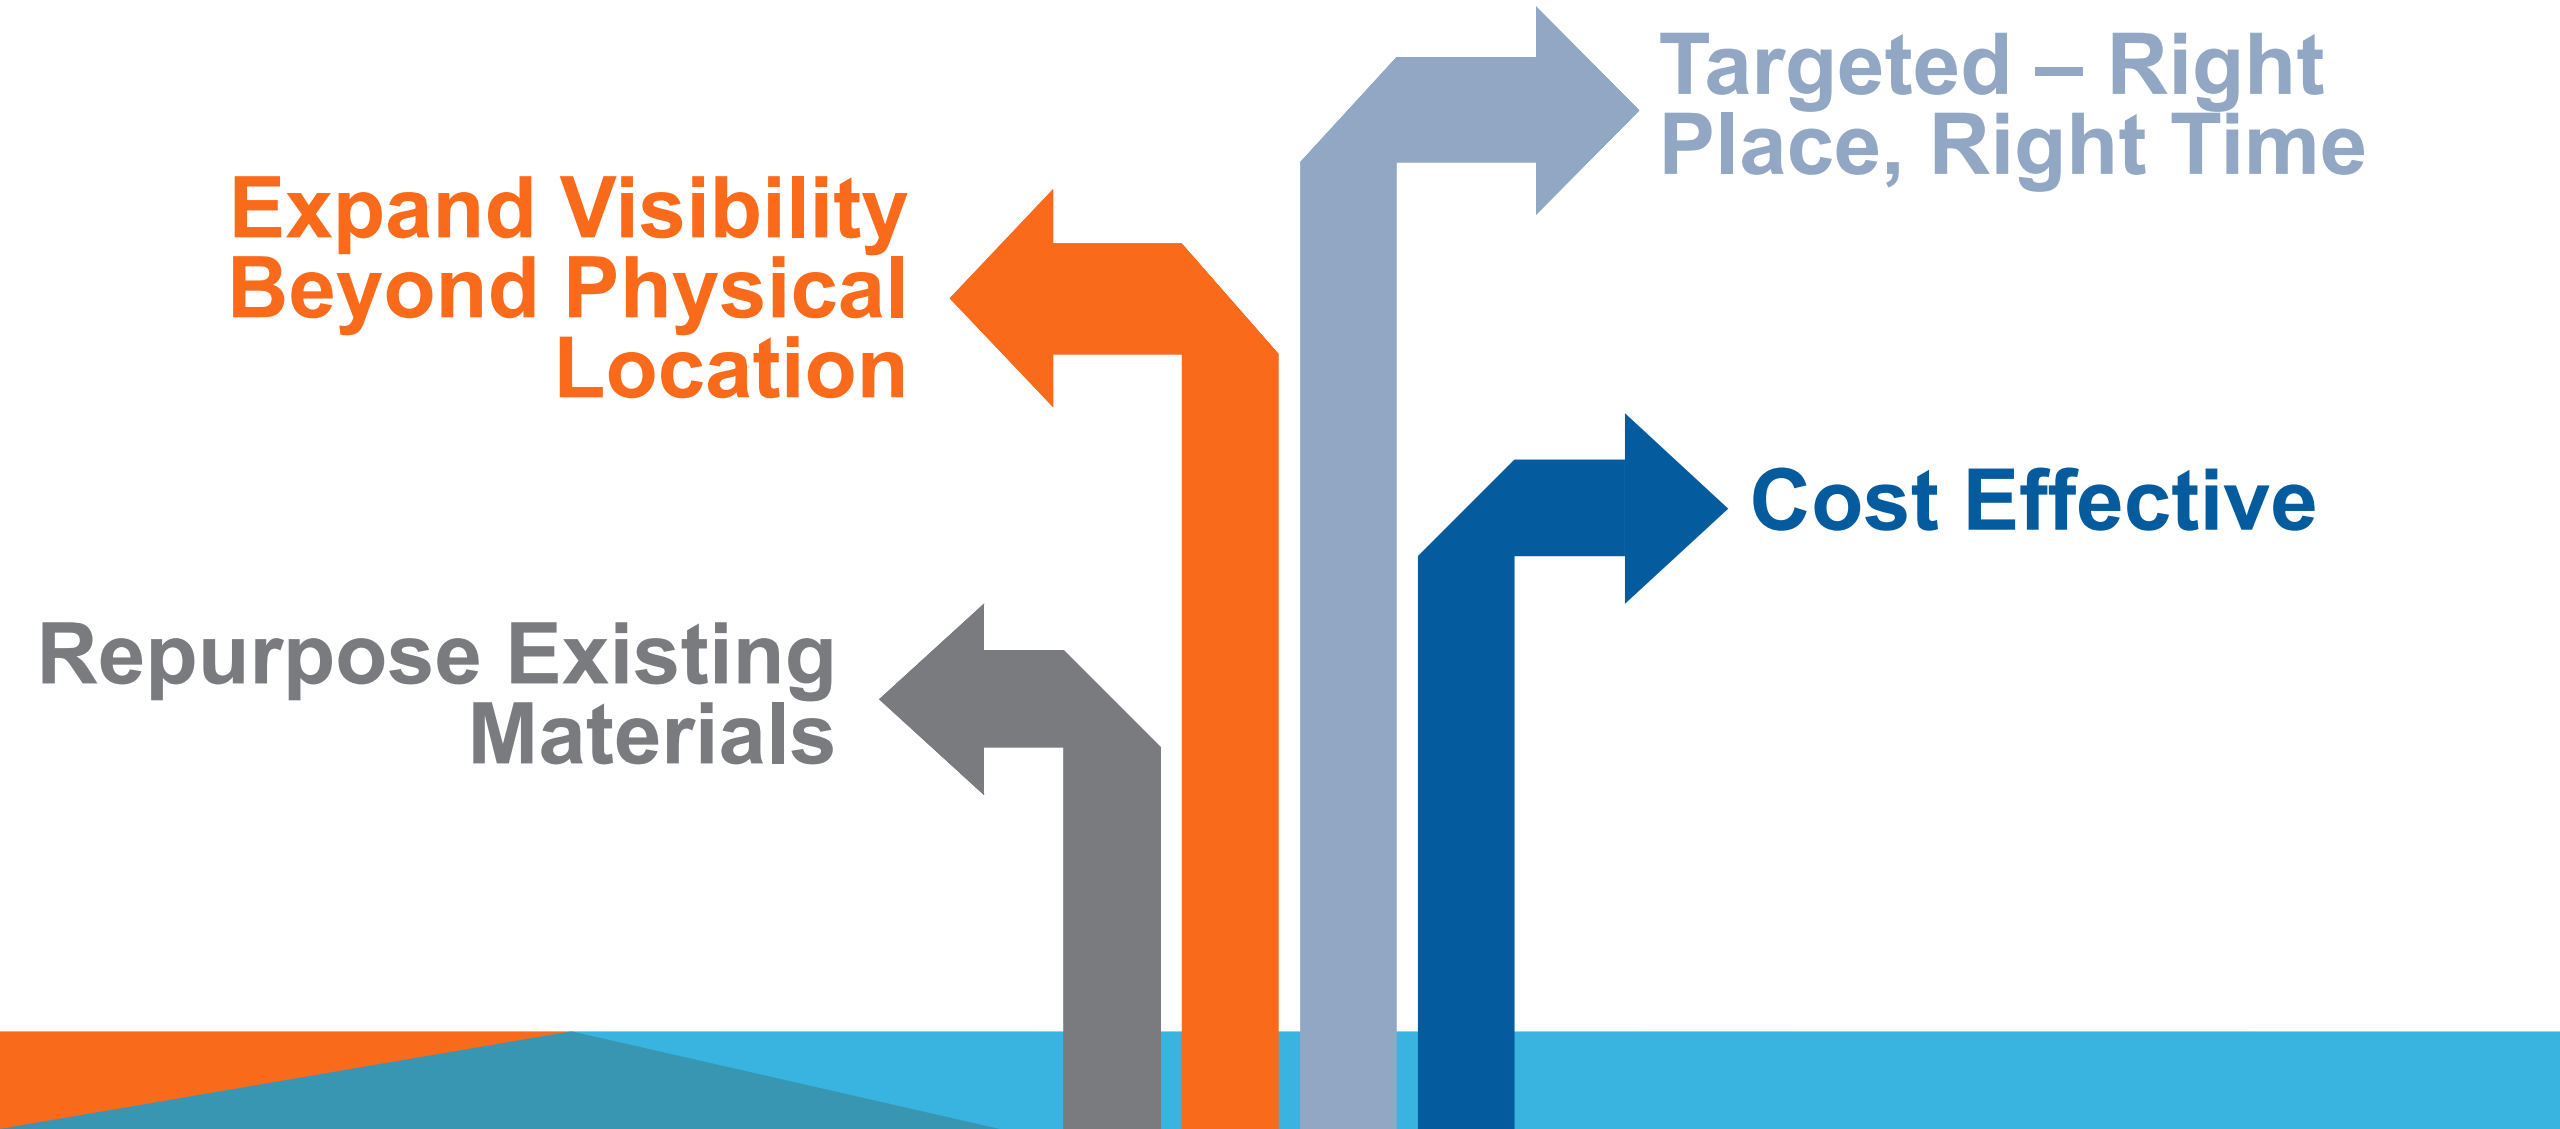 Expand Visibility
Beyond Physical
Location
Targeted – Right
Place, Right Time
Cost Effective
Repurpose Existing
Materials